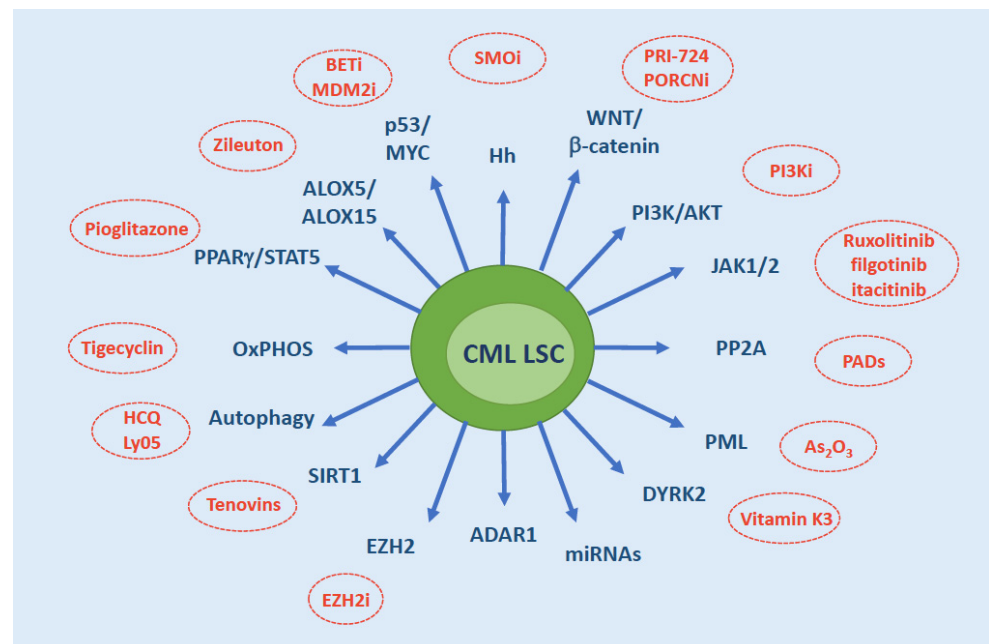 SMOi
BETi
MDM2i
PRI-724
PORCNi
Zileuton
p53/
MYC
Hh
WNT/
β-catenin
PI3Ki
ALOX5/
ALOX15
PI3K/AKT
Pioglitazone
PPARγ/STAT5
JAK1/2
Ruxolitinib
filgotinib
itacitinib
Tigecyclin
OxPHOS
CML LSC
PP2A
PADs
HCQ
Ly05
Autophagy
PML
As₂O₃
SIRT1
DYRK2
Tenovins
Vitamin K3
EZH2
ADAR1
miRNAs
EZH2i